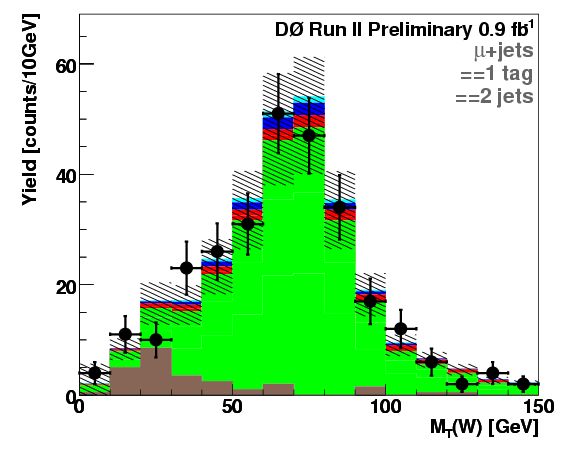 DØ Run II Preliminary 0.9 fb-1
μ+jets
==1 tag
==2 jets
Yield [counts/10GeV]
60
40
20
0
0 50 100 150
MT(W) [GeV]